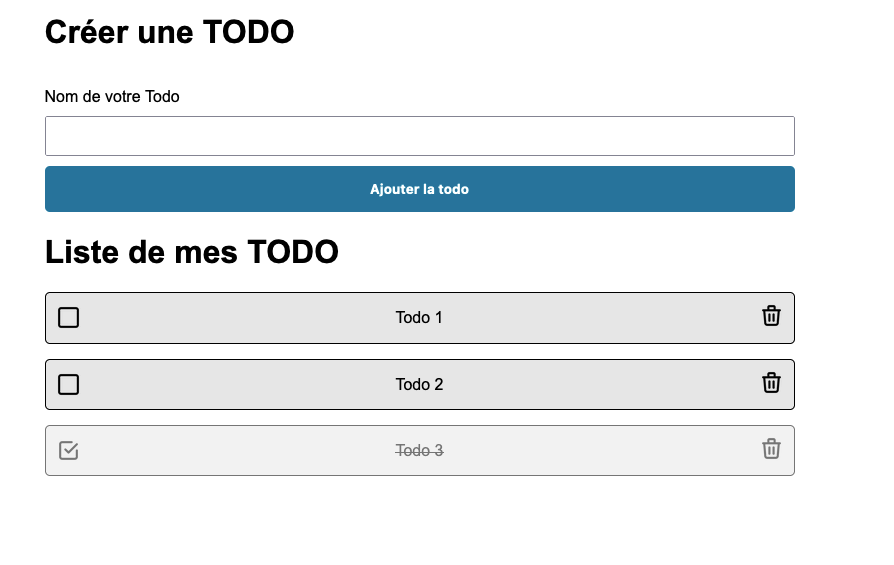 Créer une TODO
Nom de votre Todo
Ajouter la todo
Liste de mes TODO
Todo 1
Todo 2
Todo 3